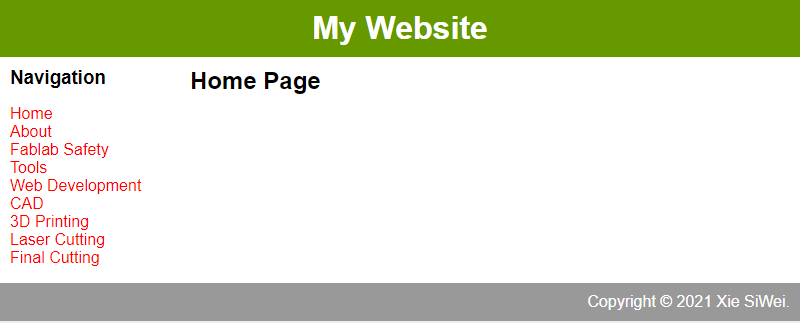 My Website
Navigation
Home Page
Home
About
Fablab Safety
Tools
Web Development
CAD
3D Printing
Laser Cutting
Final Cutting
Copyright © 2021 Xie SiWei.